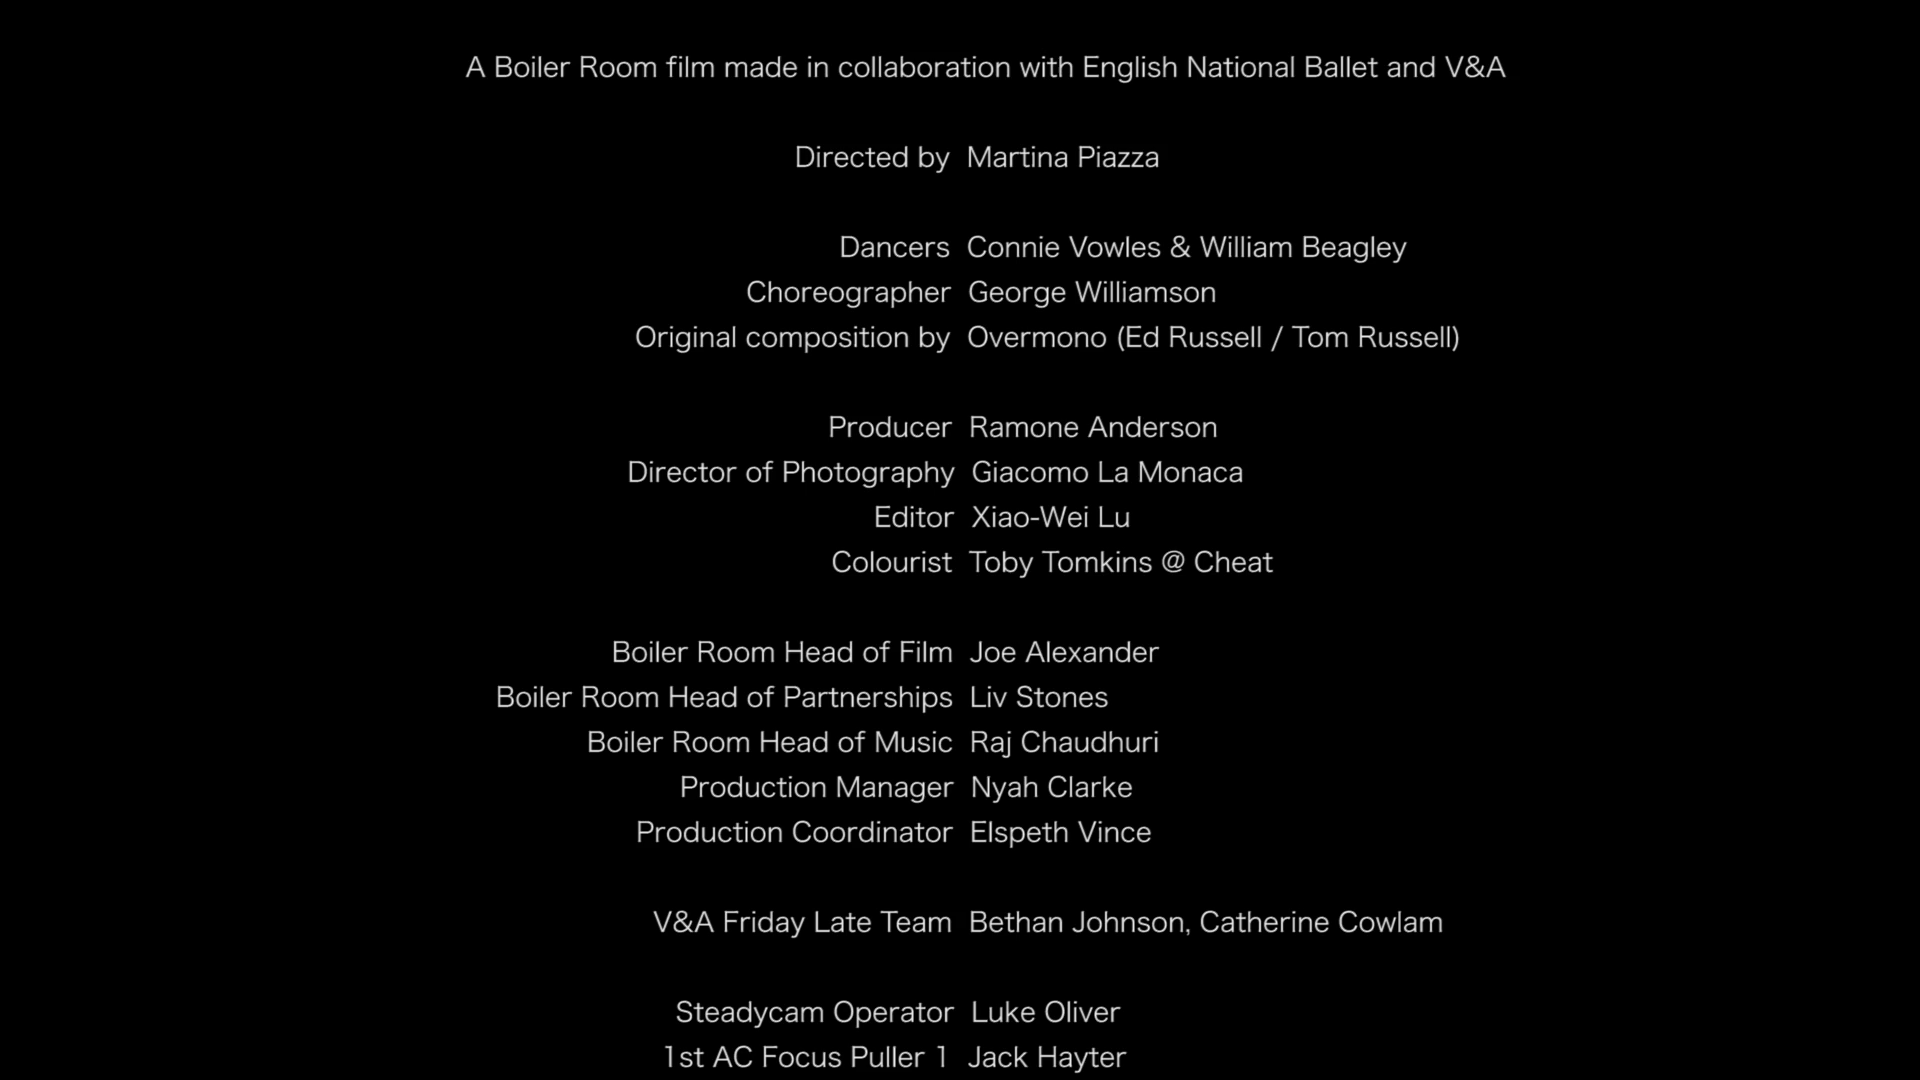 A Boiler Room film made in collaboration with English National Ballet and V&A
Directed by Martina Piazza
Dancers Connie Vowles & William Beagley
Choreographer George Williamson
Original composition by Overmono (Ed Russell / Tom Russell)
Producer Ramone Anderson
Director of Photography Giacomo La Monaca
Editor Xiao-Wei Lu
Colourist Toby Tomkins @ Cheat
Boiler Room Head of Film Joe Alexander
Boiler Room Head of Partnerships Liv Stones
Boiler Room Head of Music Raj Chaudhuri
Production Manager Nyah Clarke
Production Coordinator Elspeth Vince
V&A Friday Late Team Bethan Johnson, Catherine Cowlam
Steadycam Operator Luke Oliver
1st AC Focus Puller 1 Jack Hayter